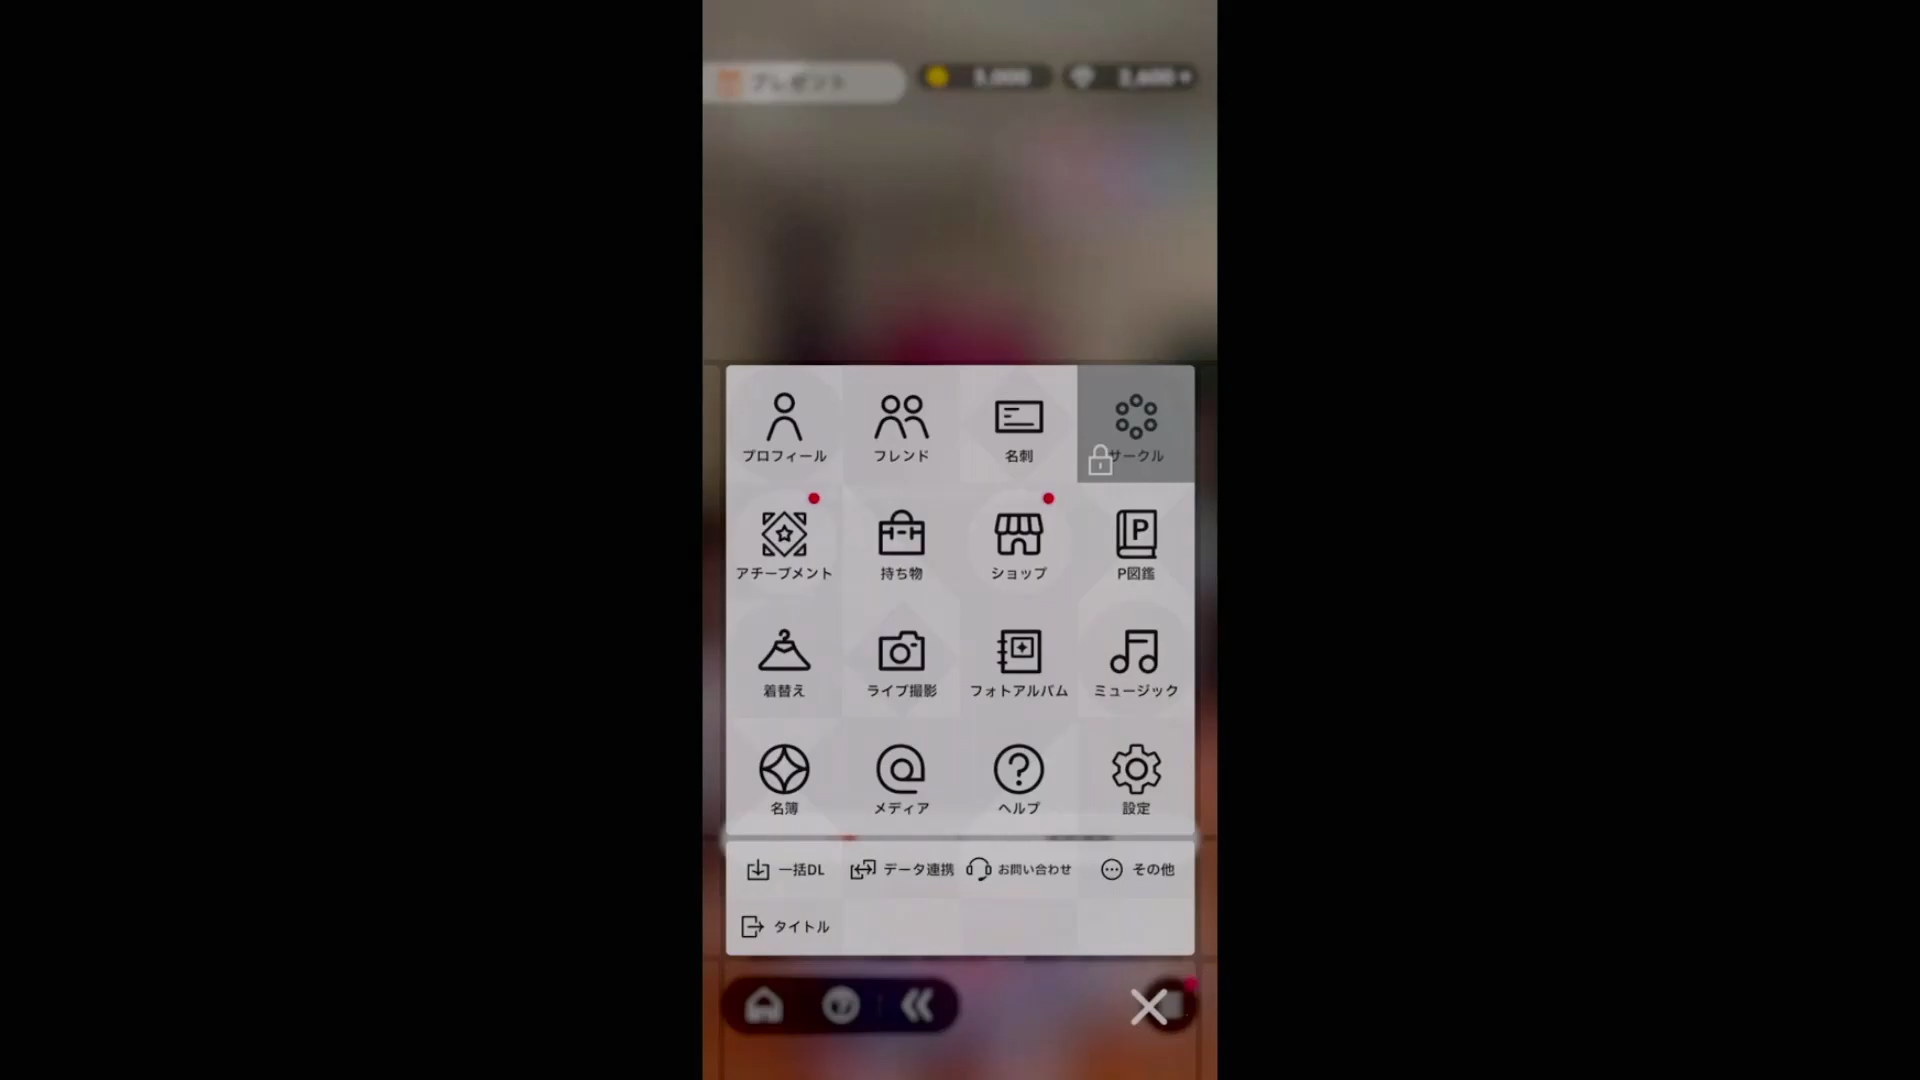 プレゼント
プロフィール
フレンド
名刺
サークル
アチーブメント
持ち物
ショップ
P
P図鑑
着替え
ライブ撮影
フォトアルバム
ミュージック
名簿
メディア
ヘルプ
設定
一括DL
データ連携
お問い合わせ
その他
タイトル